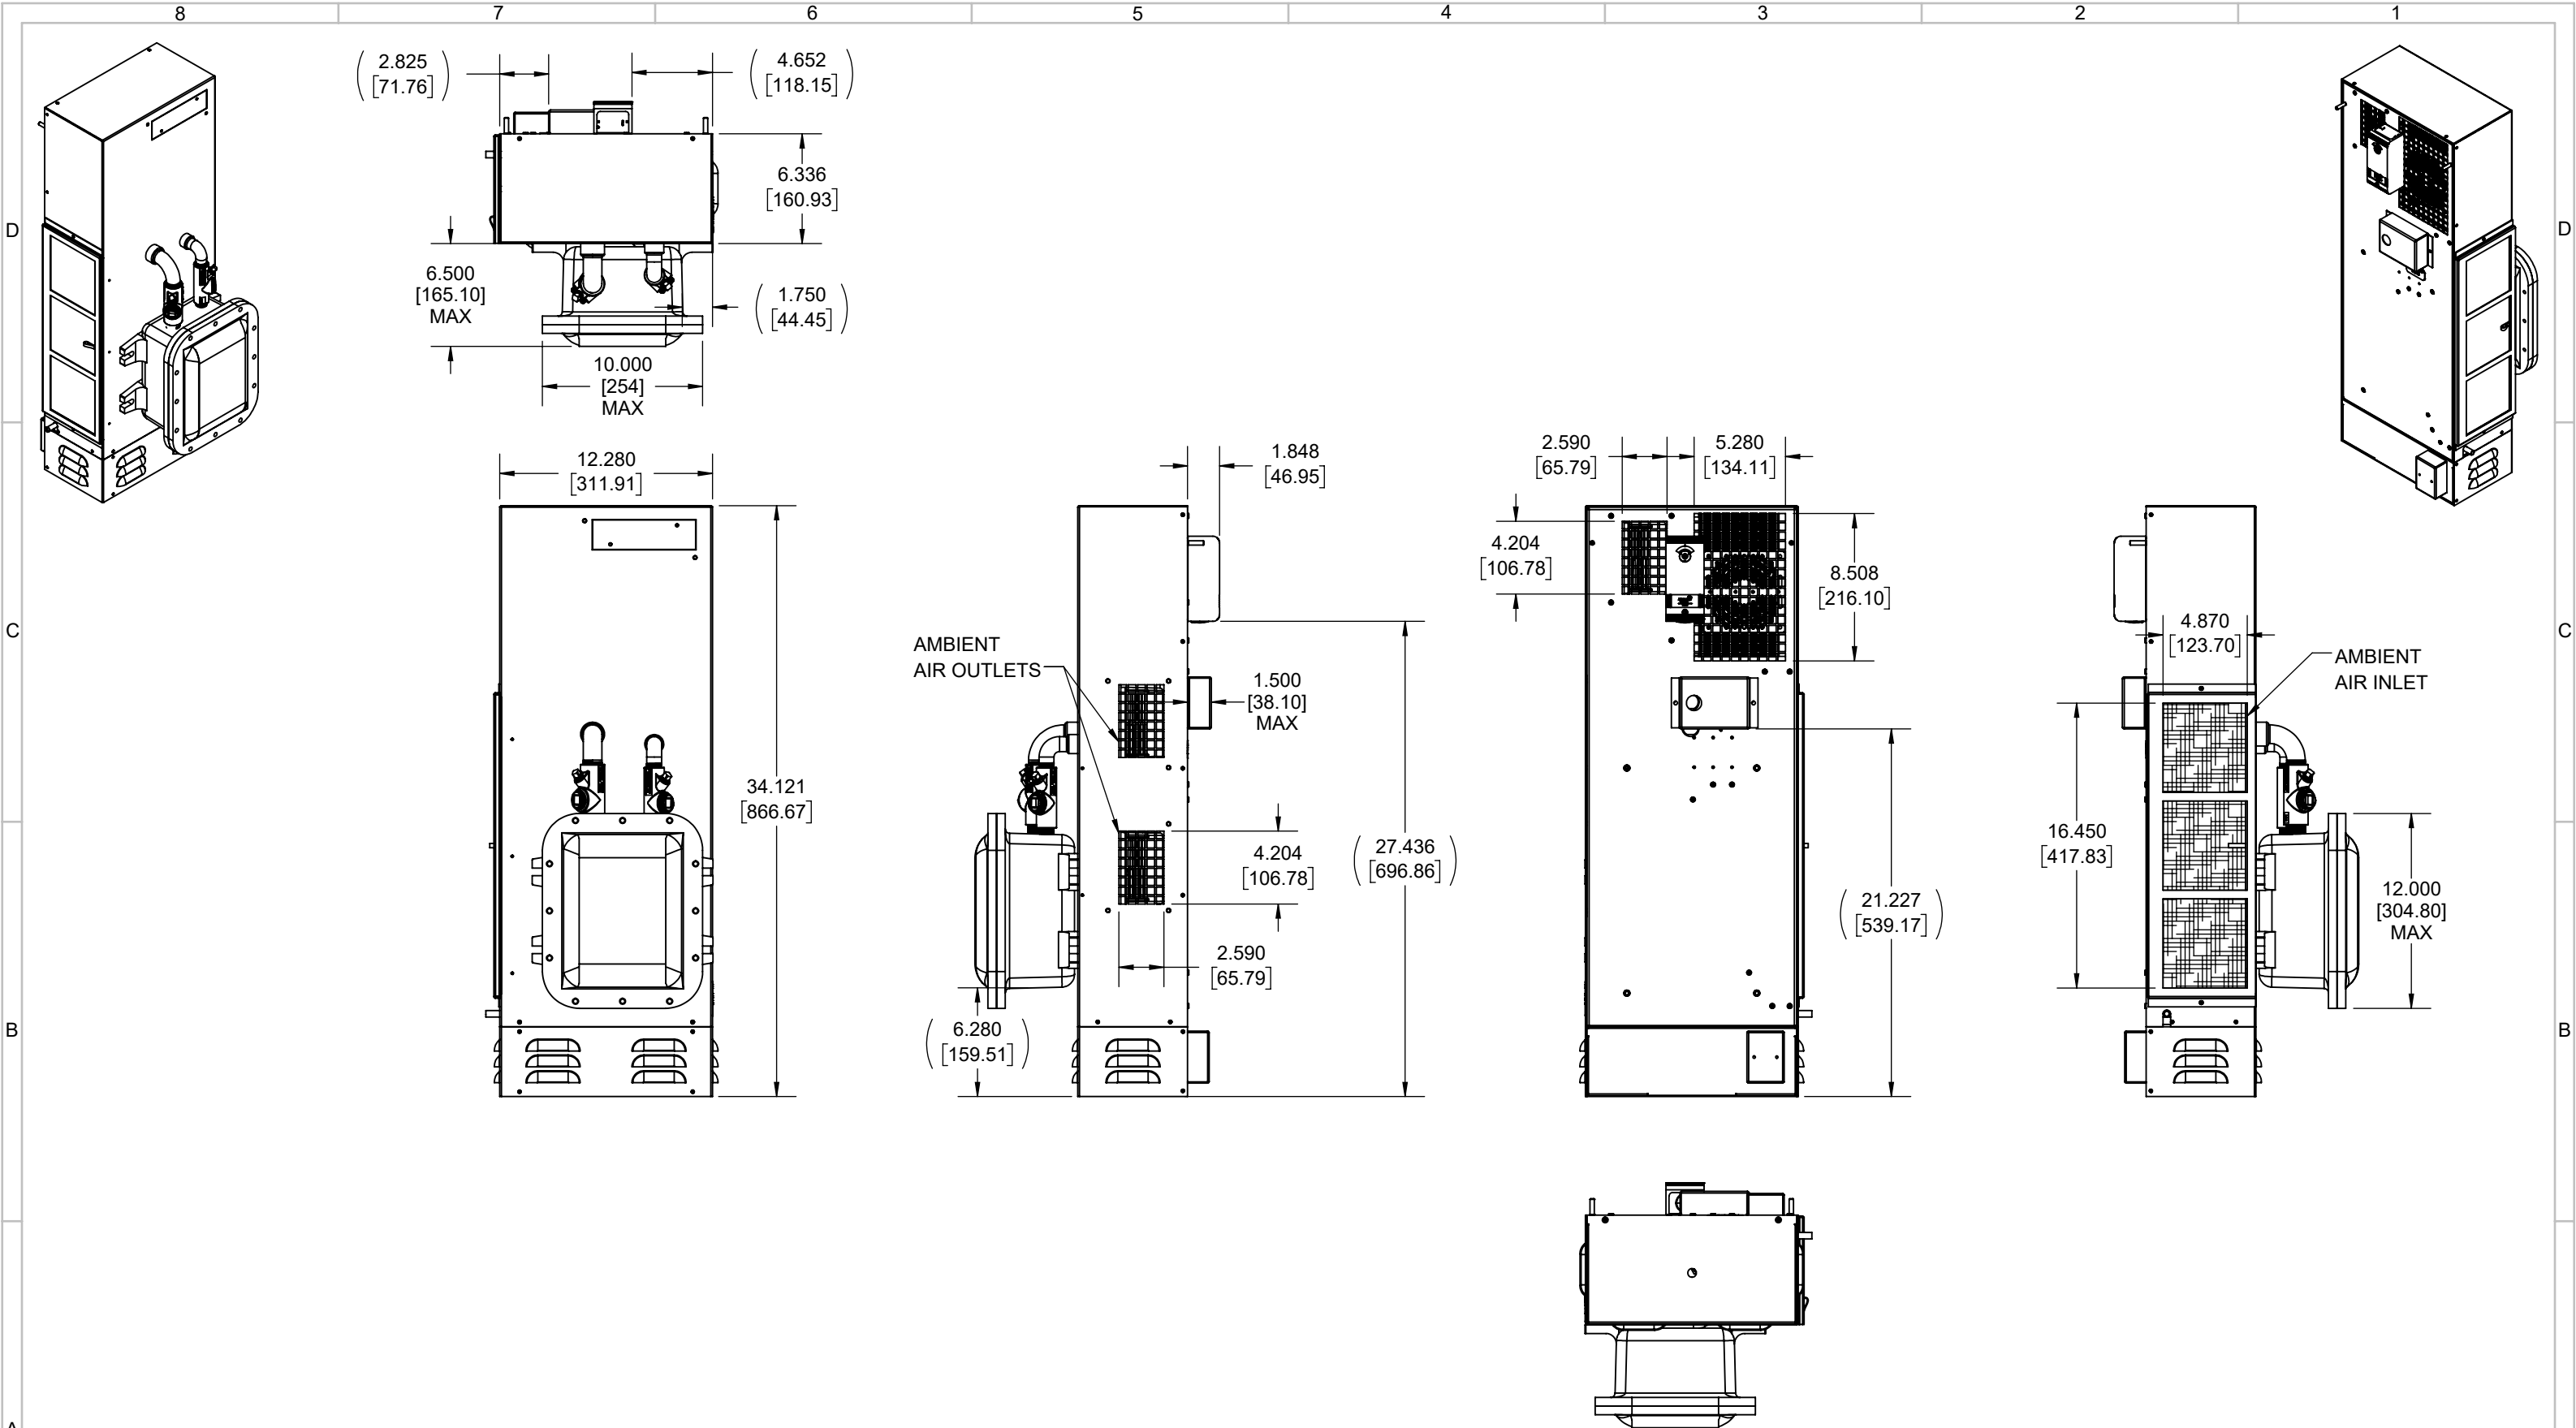 8 7 6 5 4 3 2 1
D
D
C
C
B
B
A
2.825
[71.76]
4.652
[118.15]
6.336
[160.93]
6.500
[165.10]
MAX
1.750
[44.45]
10.000
[254]
MAX
12.280
[311.91]
34.121
[866.67]
1.848
[46.95]
AMBIENT
AIR OUTLETS
1.500
[38.10]
MAX
4.204
[106.78]
27.436
[696.86]
2.590
[65.79]
6.280
[159.51]
2.590
[65.79]
5.280
[134.11]
4.204
[106.78]
8.508
[216.10]
21.227
[539.17]
4.870
[123.70]
AMBIENT
AIR INLET
16.450
[417.83]
12.000
[304.80]
MAX